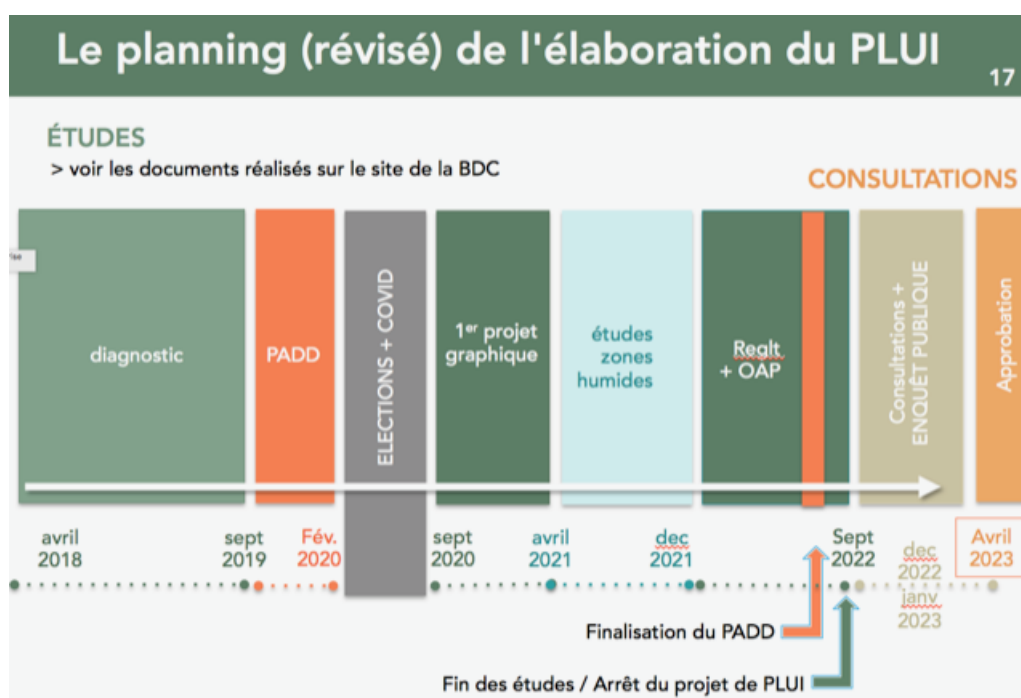 Le planning (révisé) de l'élaboration du PLUI
17
ÉTUDES
> voir les documents réalisés sur le site de la BDC
CONSULTATIONS
diagnostic
PADD
ELECTIONS + COVID
1er projet
graphique
études
zones
humides
Reglt
+ OAP
Consultations +
ENQUÊT PUBLIQUE
Approbation
avril
2018
sept
2019
Fév.
2020
sept
2020
avril
2021
dec
2021
Sept
2022
dec
2022
janv
2023
Avril
2023
Finalisation du PADD
Fin des études / Arrêt du projet de PLUI